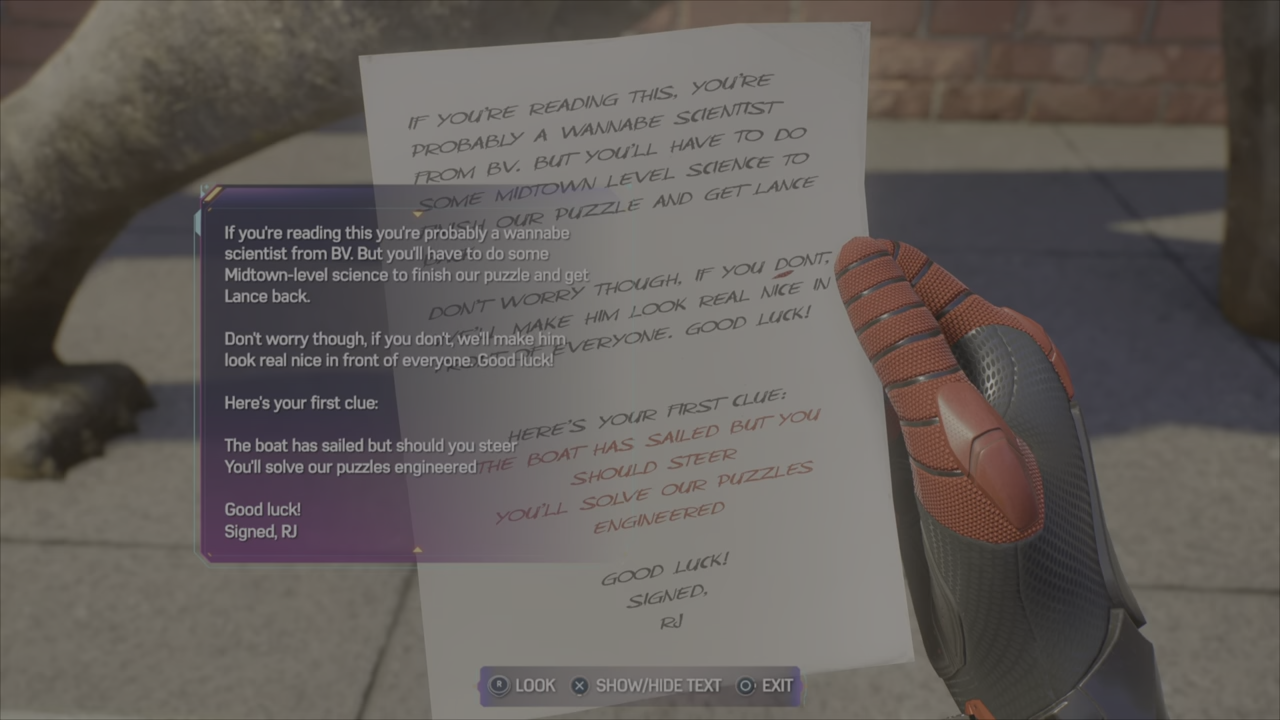 IF YOU'RE READING THIS, YOU'RE
PROBABLY A WANNABE SCIENTIST
FROM BV. BUT YOU'LL HAVE TO DO
SOME MIDTOWN LEVEL SCIENCE TO
FINISH OUR PUZZLE AND GET LANCE
DON'T WORRY THOUGH, IF YOU DONT,
WE'LL MAKE HIM LOOK REAL NICE IN
FRONT OF EVERYONE. GOOD LUCK!
HERE'S YOUR FIRST CLUE:
THE BOAT HAS SAILED BUT YOU
SHOULD STEER
YOU'LL SOLVE OUR PUZZLES
ENGINEERED
GOOD LUCK!
SIGNED,
RJ
If you're reading this you're probably a wannabe
scientist from BV. But you'll have to do some
Midtown-level science to finish our puzzle and get
Lance back.
Don't worry though, if you don't, we'll make him
look real nice in front of everyone. Good luck!
Here's your first clue:
The boat has sailed but should you steer
You'll solve our puzzles engineered
Good luck!
Signed, RJ
R LOOK SHOW/HIDE TEXT EXIT